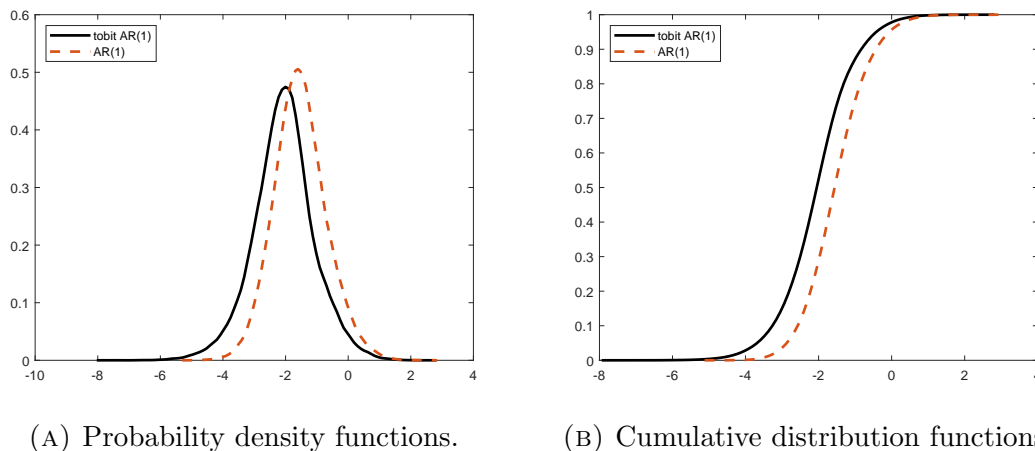 0.6
0.5
0.4
0.3
0.2
0.1
0
-10 -8 -6 -4 -2 0 2 4
tobit AR(1)
AR(1)
1
0.9
0.8
0.7
0.6
0.5
0.4
0.3
0.2
0.1
0
-8 -6 -4 -2 0 2 4
tobit AR(1)
AR(1)
(A) Probability density functions.
(B) Cumulative distribution function